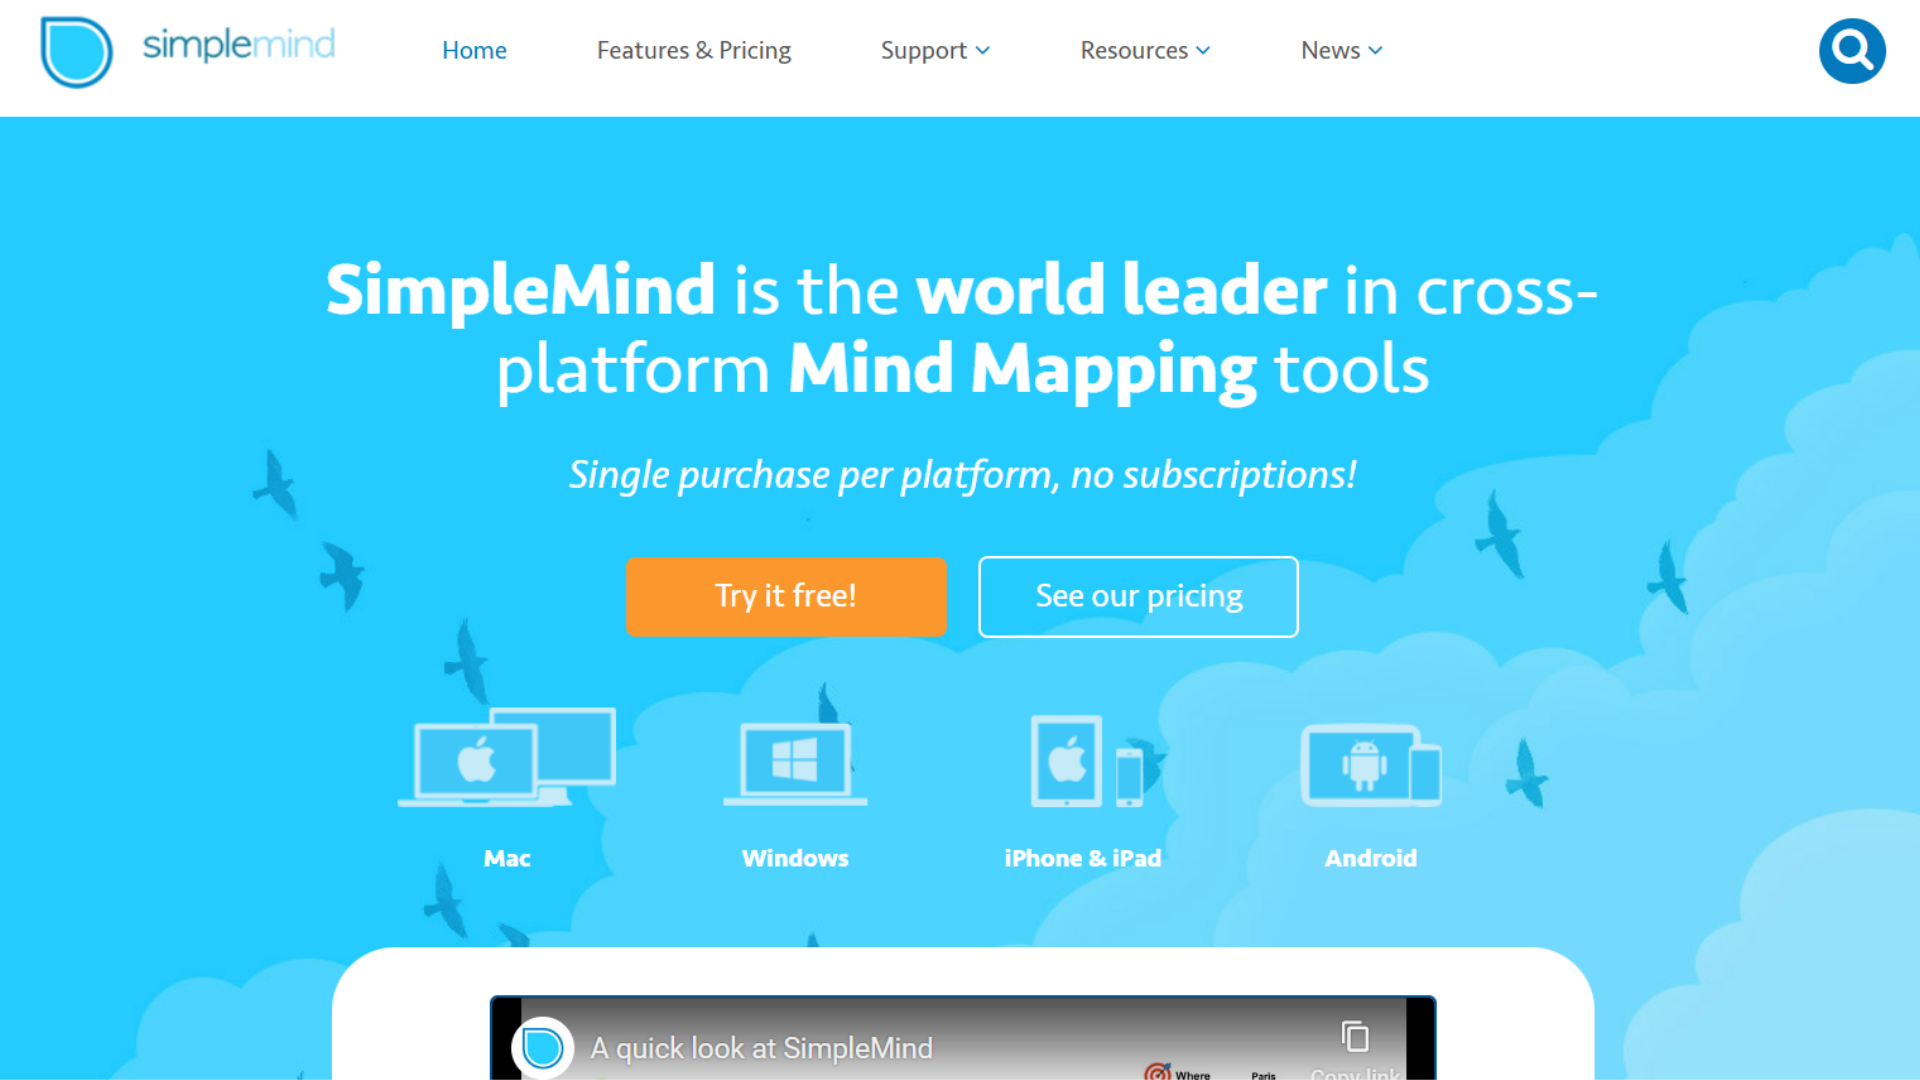 simplemind
Home
Features & Pricing
Support
Resources
News
SimpleMind is the world leader in cross-
platform Mind Mapping tools
Single purchase per platform, no subscriptions!
Try it free!
See our pricing
Mac
Windows
iPhone & iPad
Android
A quick look at SimpleMind
Where
Paris
Copy link